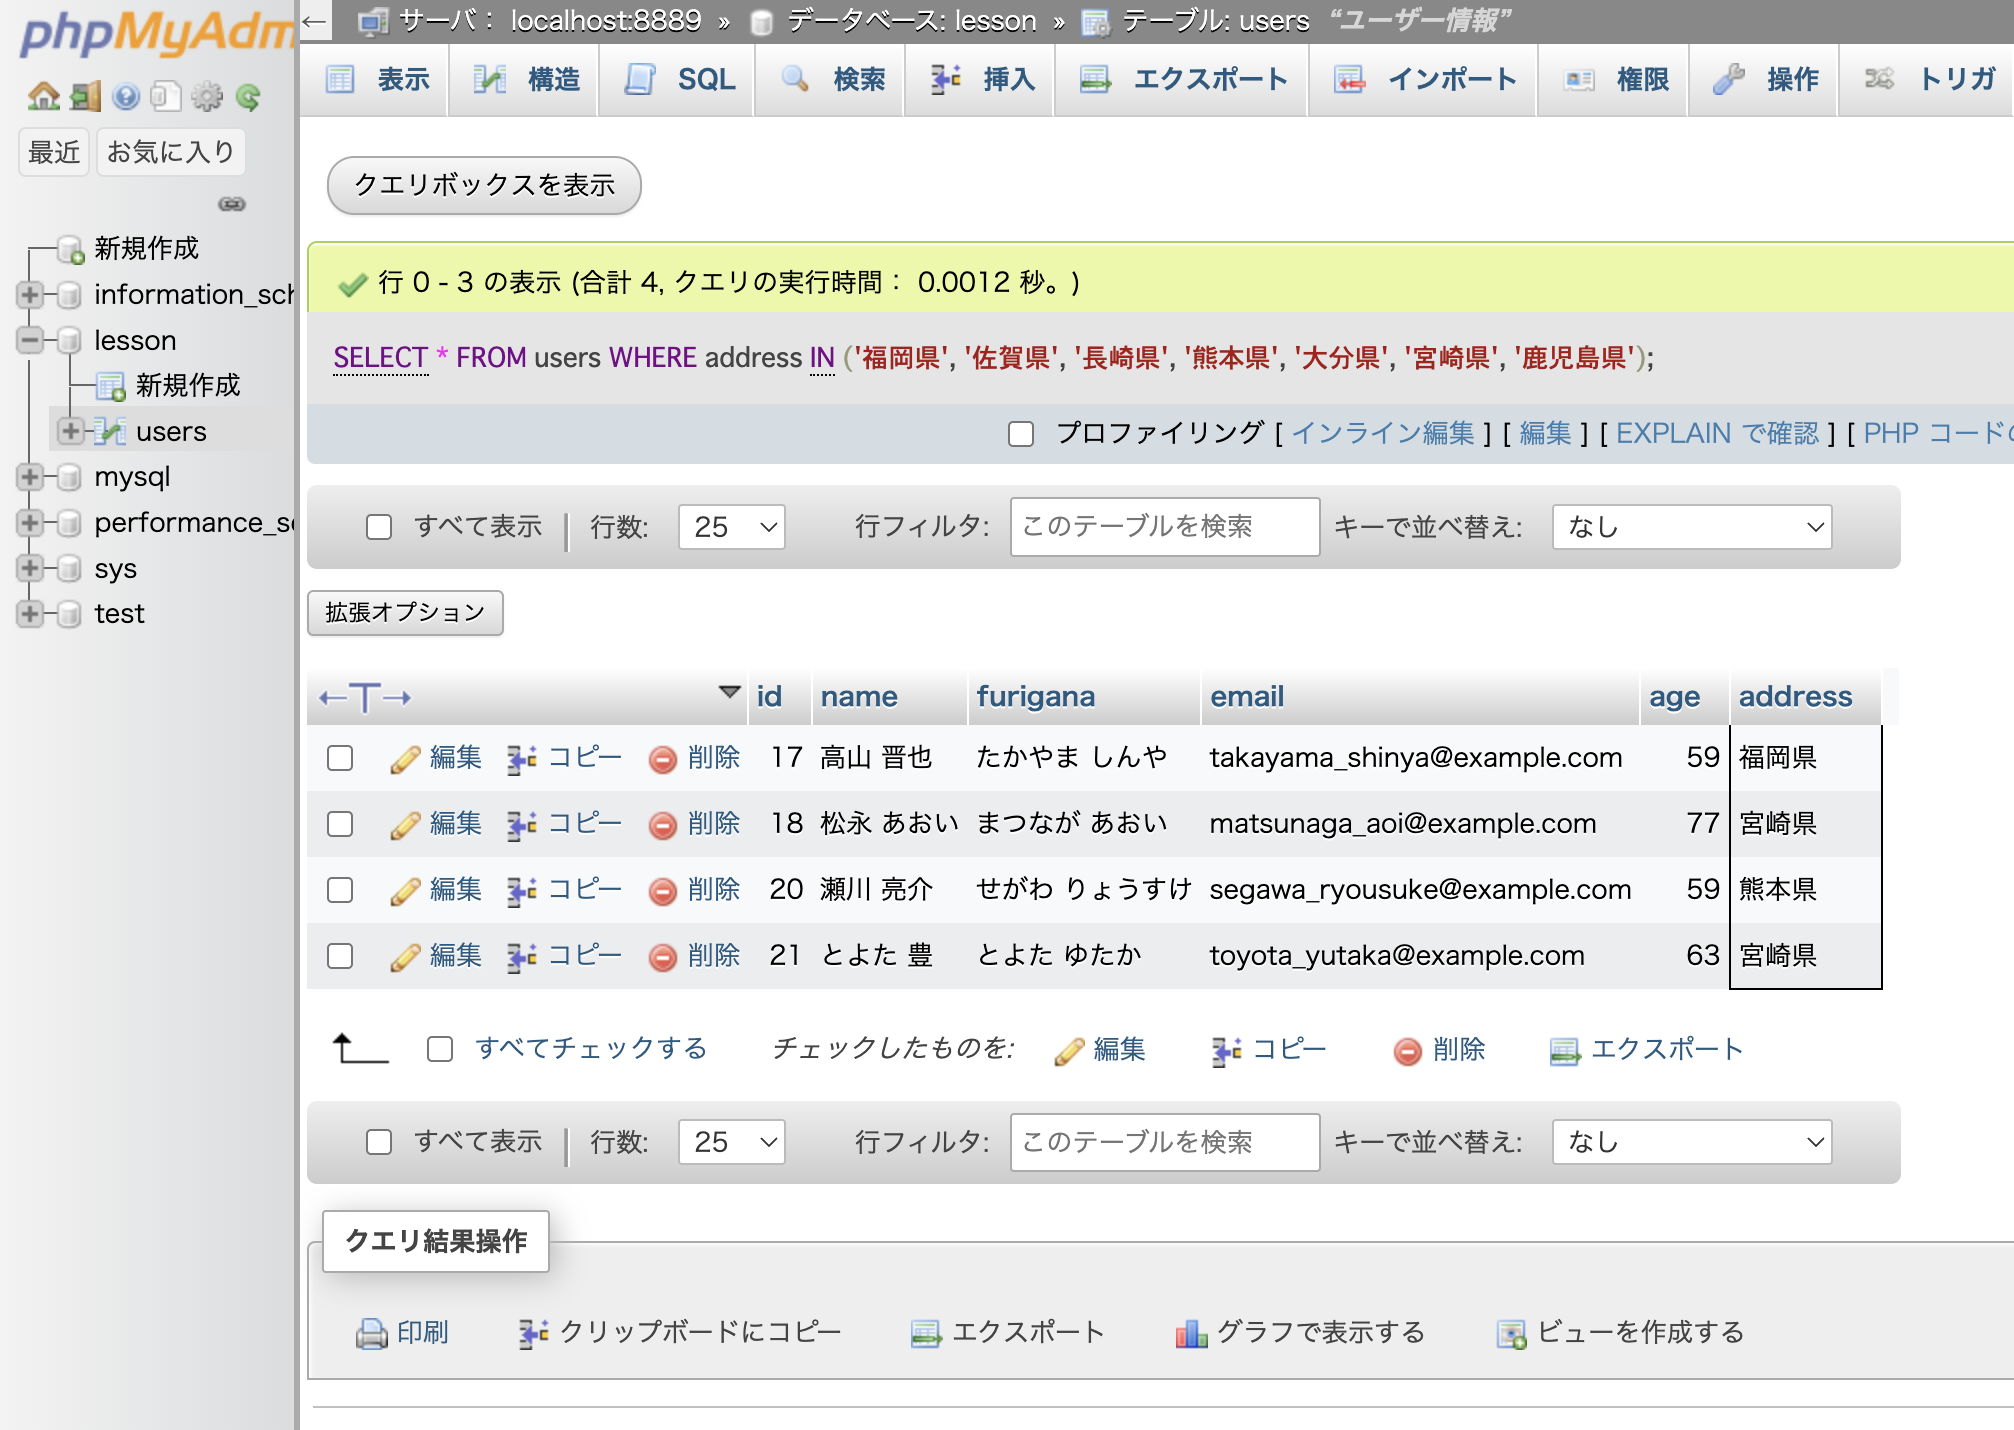 phpMyAdm
← サーバ： localhost:8889 » データベース: lesson » テーブル: users “ユーザー情報”
表示 構造 SQL 検索 挿入 エクスポート インポート 権限 操作 トリガ
最近 お気に入り
新規作成
information_sch
lesson
新規作成
users
mysql
performance_sc
sys
test
クエリボックスを表示
行 0 - 3 の表示 (合計 4, クエリの実行時間： 0.0012 秒。)
SELECT * FROM users WHERE address IN ('福岡県', '佐賀県', '長崎県', '熊本県', '大分県', '宮崎県', '鹿児島県');
プロファイリング [ インライン編集 ] [ 編集 ] [ EXPLAIN で確認 ] [ PHP コードの
すべて表示 | 行数: 25 行フィルタ: このテーブルを検索 キーで並べ替え: なし
拡張オプション
←T→ id name furigana email age address
編集 コピー 削除 17 高山 晋也 たかやま しんや takayama_shinya@example.com 59 福岡県
編集 コピー 削除 18 松永 あおい まつなが あおい matsunaga_aoi@example.com 77 宮崎県
編集 コピー 削除 20 瀬川 亮介 せがわ りょうすけ segawa_ryousuke@example.com 59 熊本県
編集 コピー 削除 21 とよた 豊 とよた ゆたか toyota_yutaka@example.com 63 宮崎県
すべてチェックする チェックしたものを: 編集 コピー 削除 エクスポート
すべて表示 | 行数: 25 行フィルタ: このテーブルを検索 キーで並べ替え: なし
クエリ結果操作
印刷 クリップボードにコピー エクスポート グラフで表示する ビューを作成する